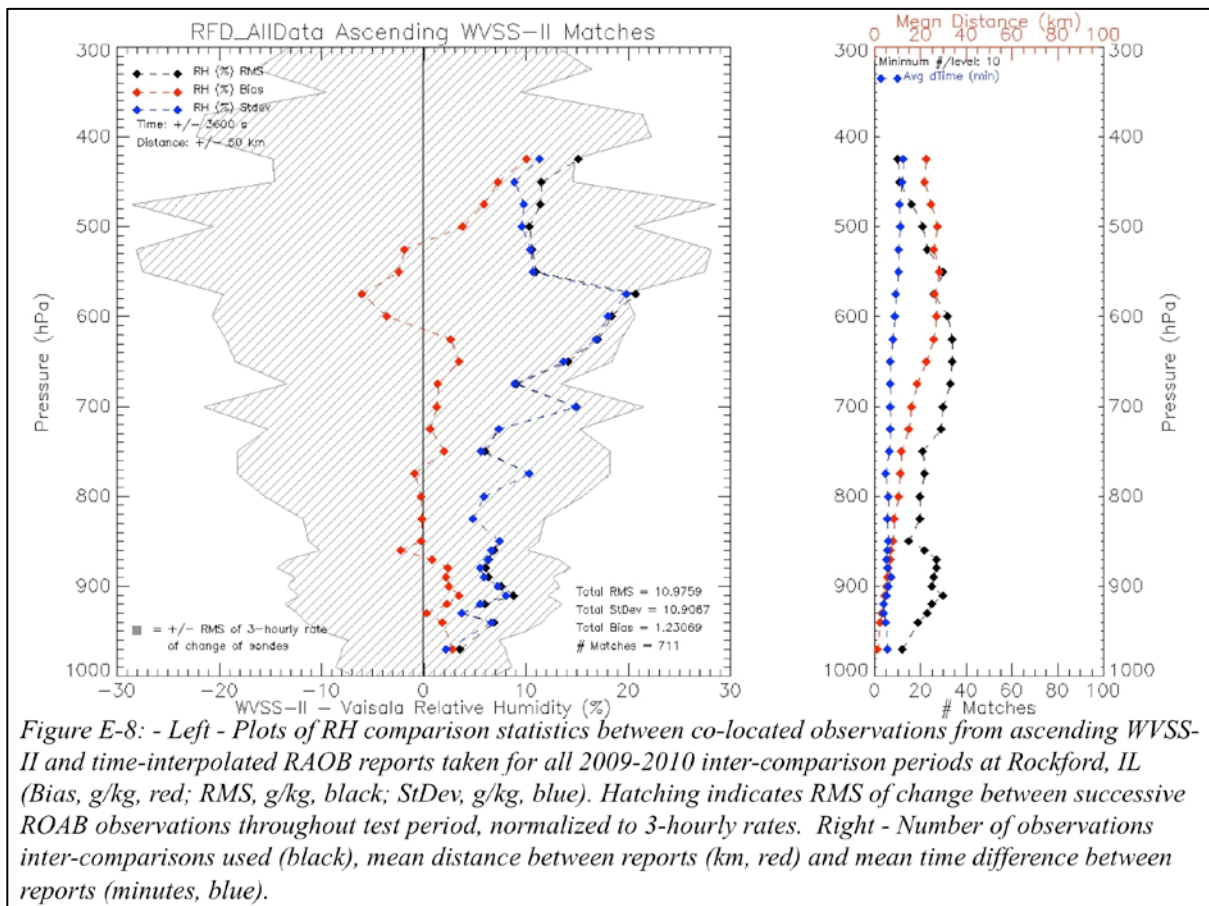 RFD_AllData Ascending WVSS-II Matches
300
400
500
600
700
800
900
1000
Pressure (hPa)
RH (%) RMS
RH (%) Bias
RH (%) Stdev
Time: +/- 3600 s
Distance: +/- 50 km
Total RMS = 10.9759
Total StDev = 10.9067
Total Bias = 1.23069
# Matches = 711
= +/- RMS of 3-hourly rate
of change of sondes
-30 -20 -10 0 10 20 30
WVSS-II - Vaisala Relative Humidity (%)
Mean Distance (km)
0 20 40 60 80 100
Minimum #/level: 10
Avg dTime (min)
300 300
400 400
500 500
600 600
700 700
800 800
900 900
1000 1000
Pressure (hPa)
0 20 40 60 80 100
# Matches
Figure E-8: - Left - Plots of RH comparison statistics between co-located observations from ascending WVSS-
II and time-interpolated RAOB reports taken for all 2009-2010 inter-comparison periods at Rockford, IL
(Bias, g/kg, red; RMS, g/kg, black; StDev, g/kg, blue). Hatching indicates RMS of change between successive
ROAB observations throughout test period, normalized to 3-hourly rates. Right - Number of observations
inter-comparisons used (black), mean distance between reports (km, red) and mean time difference between
reports (minutes, blue).